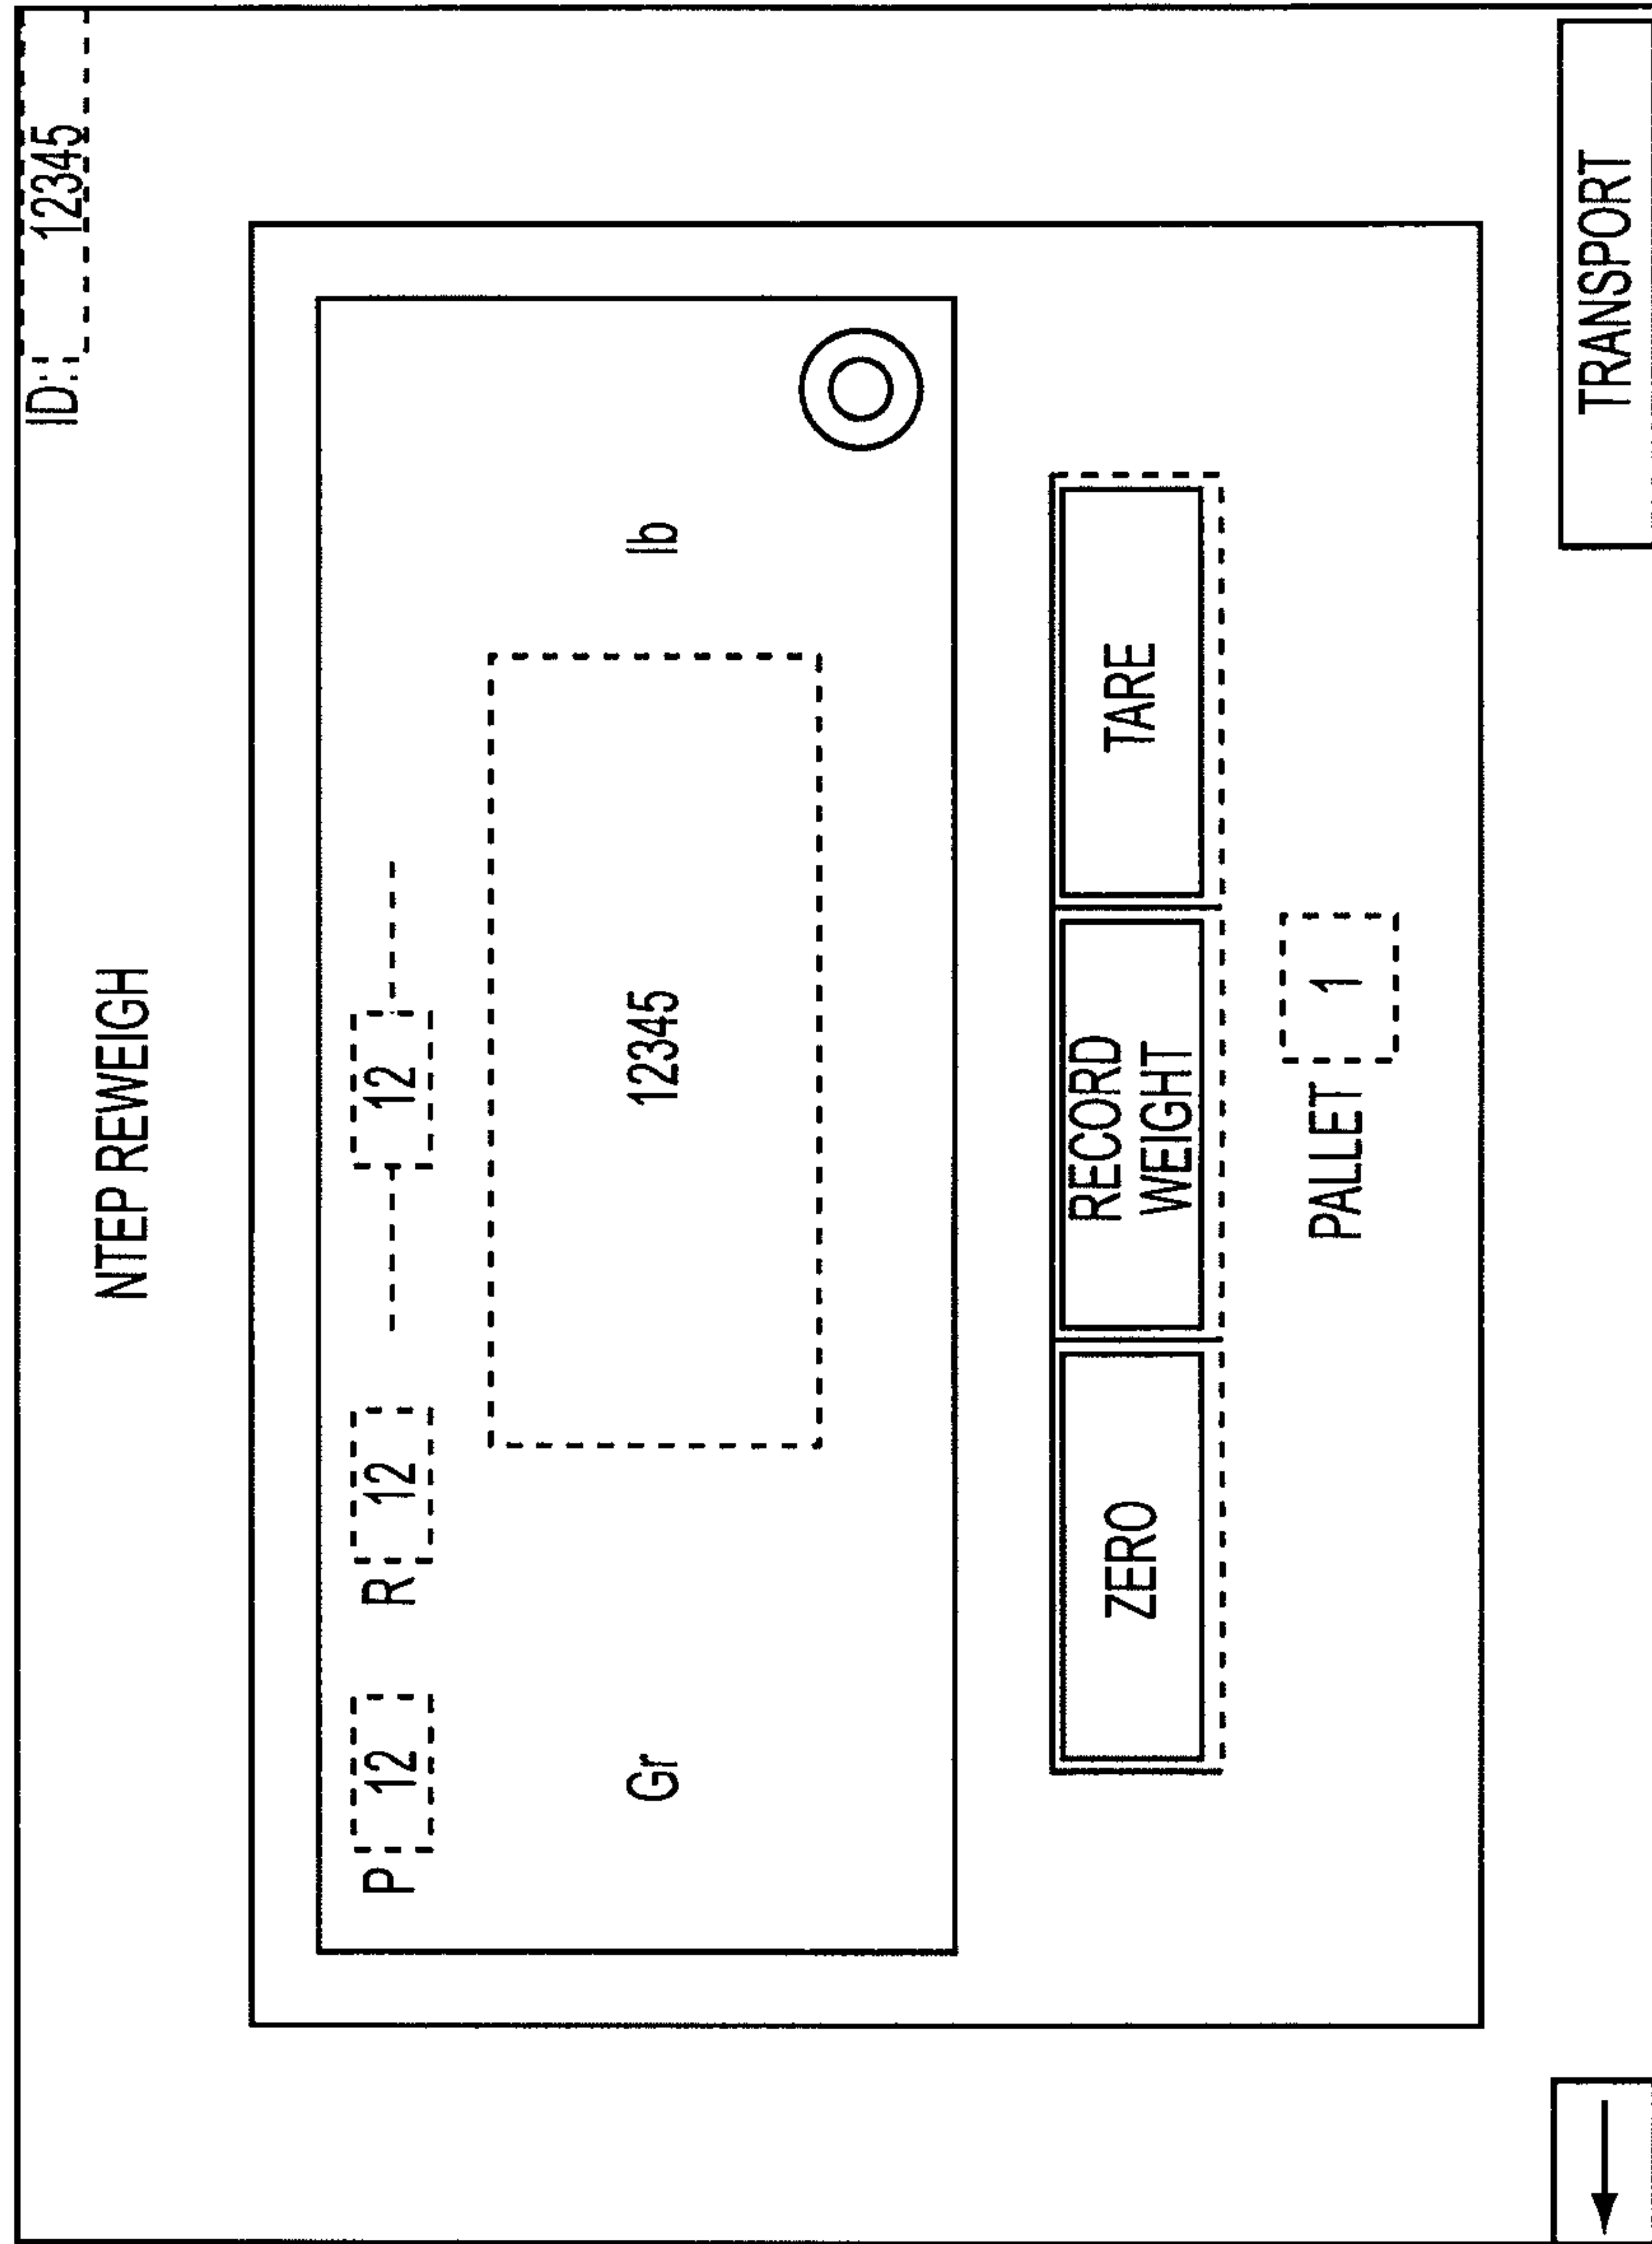 ID: 12345
NTEP REWEIGH
P 12 R 12 12
Gr 12345 lb
ZERO RECORD WEIGHT TARE
PALLET 1
TRANSPORT